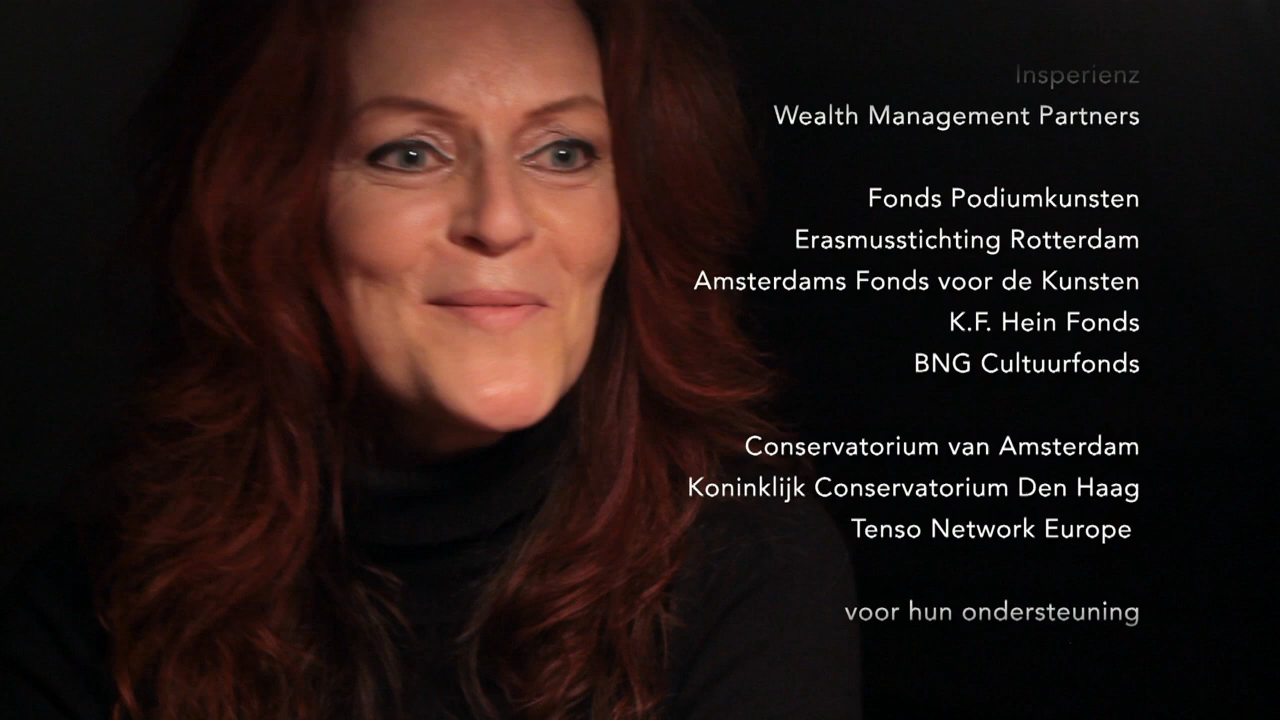 Insperienz
Wealth Management Partners
Fonds Podiumkunsten
Erasmusstichting Rotterdam
Amsterdams Fonds voor de Kunsten
K.F. Hein Fonds
BNG Cultuurfonds
Conservatorium van Amsterdam
Koninklijk Conservatorium Den Haag
Tenso Network Europe
voor hun ondersteuning